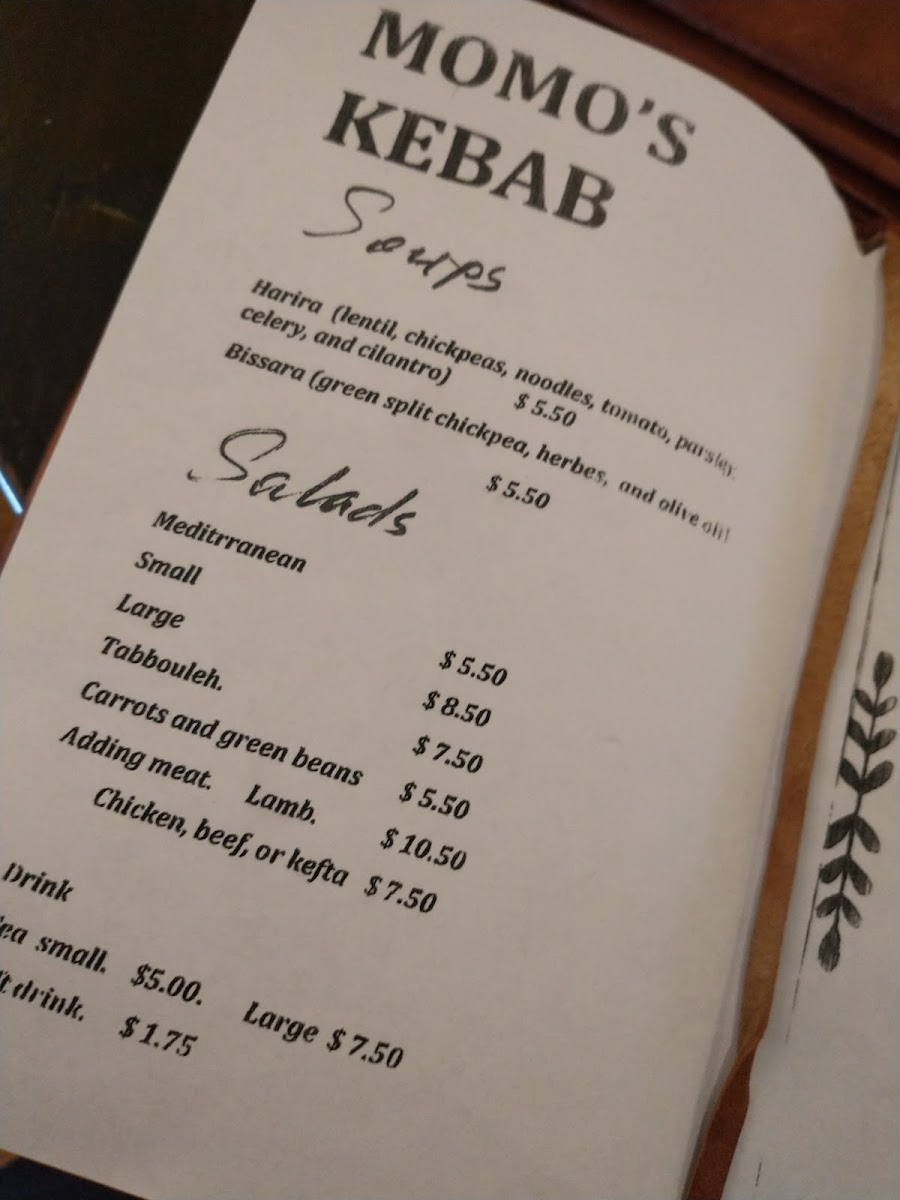 MOMO'S
KEBAB
Soups
Harira (lentil, chickpeas, noodles, tomato, parsley,
celery, and cilantro) $ 5.50
Bissara (green split chickpea, herbes, and olive oil)
$ 5.50
Salads
Meditrranean
Small $ 5.50
Large $ 8.50
Tabbouleh. $ 7.50
Carrots and green beans $ 5.50
Adding meat. Lamb. $ 10.50
Chicken, beef, or kefta $ 7.50
Drink
small. $5.00. Large $ 7.50
drink. $ 1.75